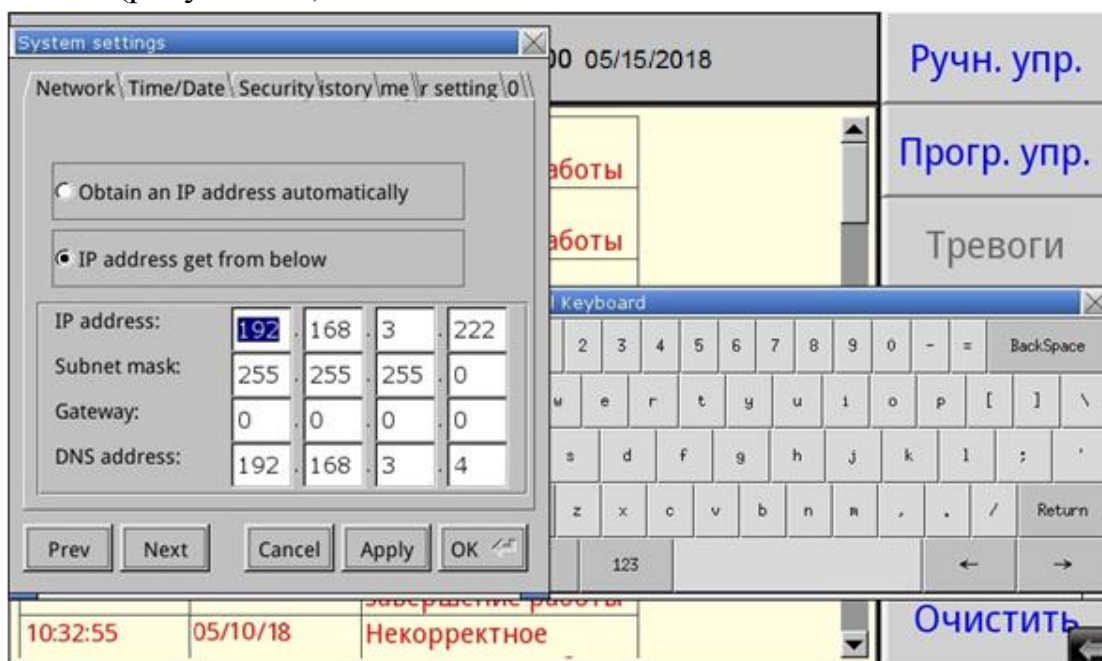 System settings
00 05/15/2018
Network Time/Date Security istory me r setting 0
Obtain an IP address automatically
IP address get from below
IP address: 192 . 168 . 3 . 222
Subnet mask: 255 . 255 . 255 . 0
Gateway: 0 . 0 . 0 . 0
DNS address: 192 . 168 . 3 . 4
Prev Next Cancel Apply OK
Ручн. упр.
Прогр. упр.
Тревоги
Очистить
l Keyboard
2 3 4 5 6 7 8 9 0 - = BackSpace
w e r t y u i o p [ ] \
s d f g h j k l ; '
z x c v b n m , . / Return
123 ← →
завершение работы
10:32:55 05/10/18 Некорректное